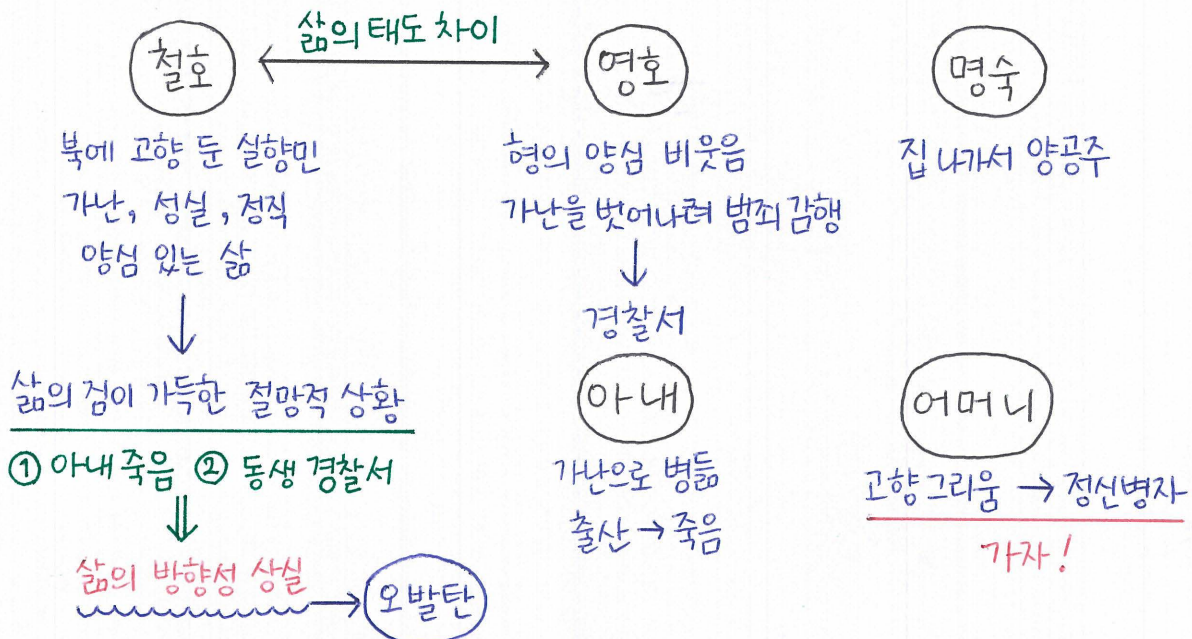 삶의 태도 차이
철호
영호
명숙
북에 고향 둔 실향민
가난, 성실, 정직
양심 있는 삶
형의 양심 비웃음
가난을 벗어나려 범죄 감행
경찰서
집 나가서 양공주
삶의 짐이 가득한 절망적 상황
① 아내 죽음 ② 동생 경찰서
삶의 방향성 상실
오발탄
아내
가난으로 병듦
출산 → 죽음
어머니
고향 그리움 → 정신병자
가자!